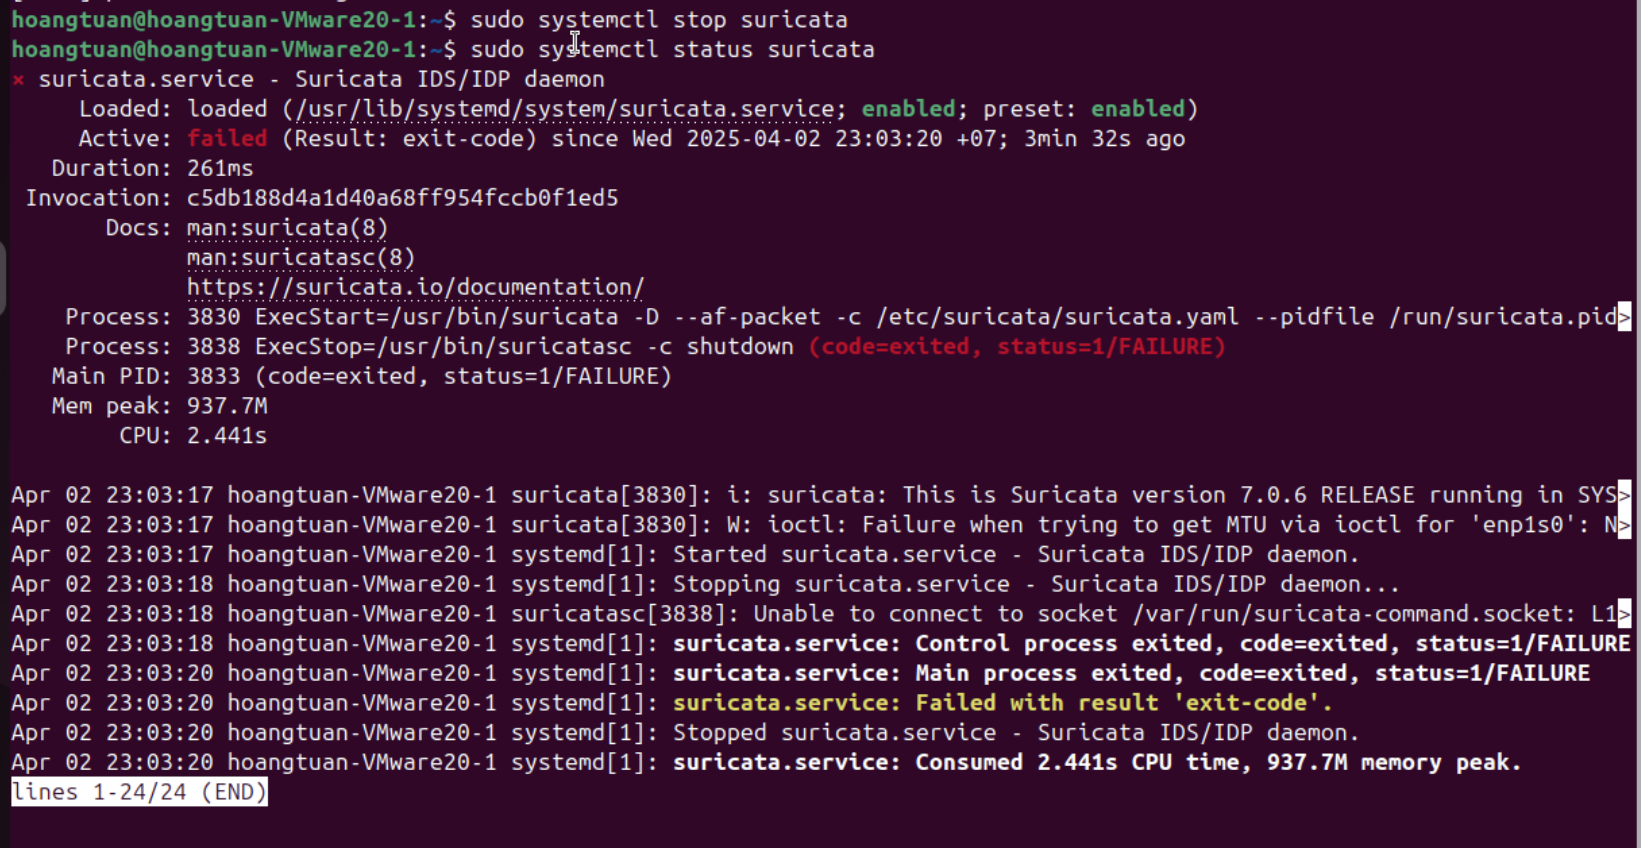 hoangtuan@hoangtuan-VMware20-1:~$ sudo systemctl stop suricata
hoangtuan@hoangtuan-VMware20-1:~$ sudo systemctl status suricata
× suricata.service - Suricata IDS/IDP daemon
     Loaded: loaded (/usr/lib/systemd/system/suricata.service; enabled; preset: enabled)
     Active: failed (Result: exit-code) since Wed 2025-04-02 23:03:20 +07; 3min 32s ago
   Duration: 261ms
 Invocation: c5db188d4a1d40a68ff954fccb0f1ed5
       Docs: man:suricata(8)
             man:suricatasc(8)
             https://suricata.io/documentation/
    Process: 3830 ExecStart=/usr/bin/suricata -D --af-packet -c /etc/suricata/suricata.yaml --pidfile /run/suricata.pid>
    Process: 3838 ExecStop=/usr/bin/suricatasc -c shutdown (code=exited, status=1/FAILURE)
   Main PID: 3833 (code=exited, status=1/FAILURE)
   Mem peak: 937.7M
        CPU: 2.441s

Apr 02 23:03:17 hoangtuan-VMware20-1 suricata[3830]: i: suricata: This is Suricata version 7.0.6 RELEASE running in SYS>
Apr 02 23:03:17 hoangtuan-VMware20-1 suricata[3830]: W: ioctl: Failure when trying to get MTU via ioctl for 'enp1s0': N>
Apr 02 23:03:17 hoangtuan-VMware20-1 systemd[1]: Started suricata.service - Suricata IDS/IDP daemon.
Apr 02 23:03:18 hoangtuan-VMware20-1 systemd[1]: Stopping suricata.service - Suricata IDS/IDP daemon...
Apr 02 23:03:18 hoangtuan-VMware20-1 suricatasc[3838]: Unable to connect to socket /var/run/suricata-command.socket: L1>
Apr 02 23:03:18 hoangtuan-VMware20-1 systemd[1]: suricata.service: Control process exited, code=exited, status=1/FAILURE
Apr 02 23:03:20 hoangtuan-VMware20-1 systemd[1]: suricata.service: Main process exited, code=exited, status=1/FAILURE
Apr 02 23:03:20 hoangtuan-VMware20-1 systemd[1]: suricata.service: Failed with result 'exit-code'.
Apr 02 23:03:20 hoangtuan-VMware20-1 systemd[1]: Stopped suricata.service - Suricata IDS/IDP daemon.
Apr 02 23:03:20 hoangtuan-VMware20-1 systemd[1]: suricata.service: Consumed 2.441s CPU time, 937.7M memory peak.
lines 1-24/24 (END)